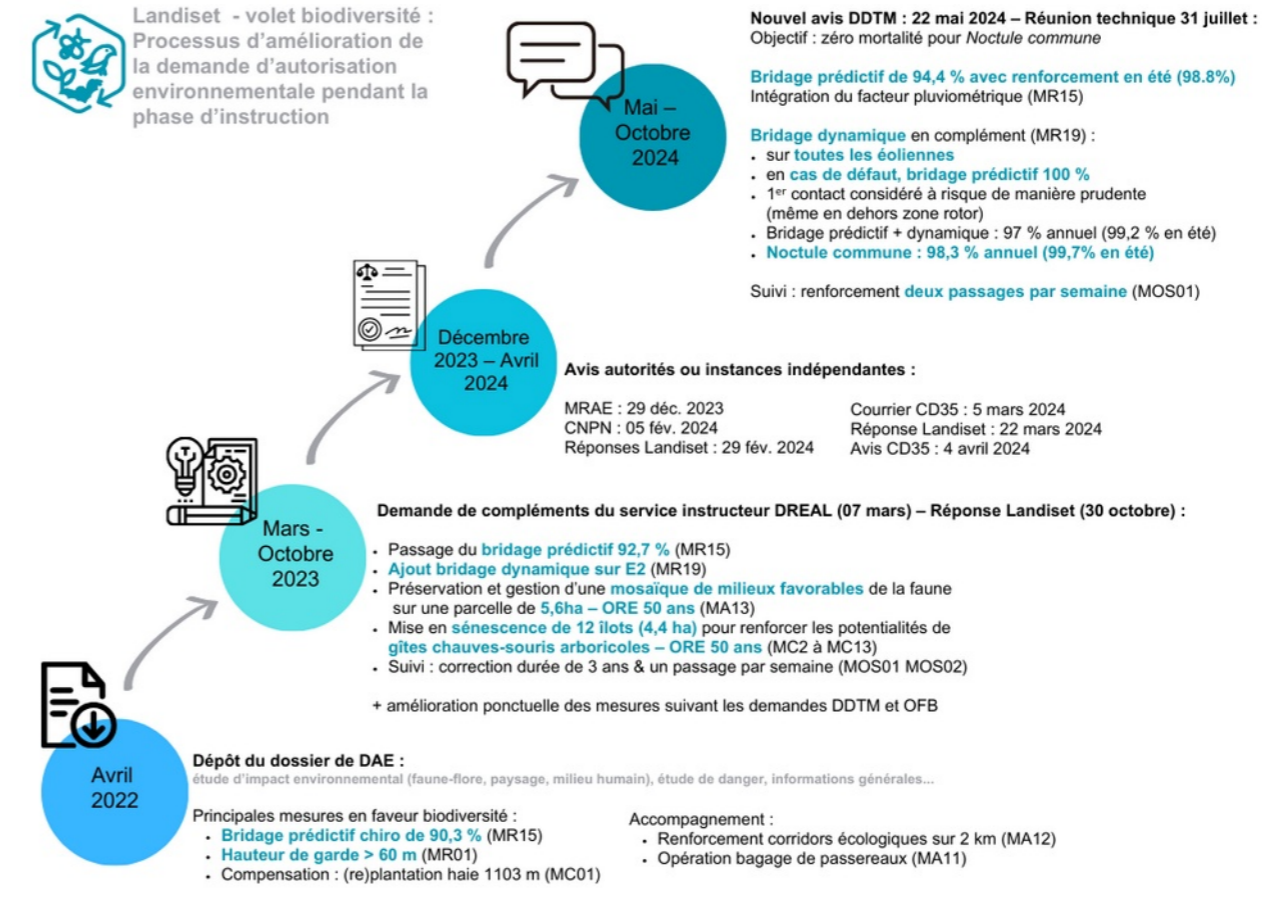 Landiset - volet biodiversité :
Processus d'amélioration de
la demande d'autorisation
environnementale pendant la
phase d'instruction
Nouvel avis DDTM : 22 mai 2024 – Réunion technique 31 juillet :
Objectif : zéro mortalité pour Noctule commune
Bridage prédictif de 94,4 % avec renforcement en été (98.8%)
Intégration du facteur pluviométrique (MR15)
Bridage dynamique en complément (MR19) :
• sur toutes les éoliennes
• en cas de défaut, bridage prédictif 100 %
• 1er contact considéré à risque de manière prudente
(même en dehors zone rotor)
• Bridage prédictif + dynamique : 97 % annuel (99,2 % en été)
• Noctule commune : 98,3 % annuel (99,7% en été)
Suivi : renforcement deux passages par semaine (MOS01)
Mai –
Octobre
2024
Décembre
2023 – Avril
2024
Avis autorités ou instances indépendantes :
MRAE : 29 déc. 2023
CNPN : 05 fév. 2024
Réponses Landiset : 29 fév. 2024
Courrier CD35 : 5 mars 2024
Réponse Landiset : 22 mars 2024
Avis CD35 : 4 avril 2024
Mars -
Octobre
2023
Demande de compléments du service instructeur DREAL (07 mars) – Réponse Landiset (30 octobre) :
• Passage du bridage prédictif 92,7 % (MR15)
• Ajout bridage dynamique sur E2 (MR19)
• Préservation et gestion d'une mosaïque de milieux favorables de la faune
sur une parcelle de 5,6ha – ORE 50 ans (MA13)
• Mise en sénescence de 12 îlots (4,4 ha) pour renforcer les potentialités de
gîtes chauves-souris arboricoles – ORE 50 ans (MC2 à MC13)
• Suivi : correction durée de 3 ans & un passage par semaine (MOS01 MOS02)
+ amélioration ponctuelle des mesures suivant les demandes DDTM et OFB
Avril
2022
Dépôt du dossier de DAE :
étude d'impact environnemental (faune-flore, paysage, milieu humain), étude de danger, informations générales...
Principales mesures en faveur biodiversité :
• Bridage prédictif chiro de 90,3 % (MR15)
• Hauteur de garde > 60 m (MR01)
• Compensation : (re)plantation haie 1103 m (MC01)
Accompagnement :
• Renforcement corridors écologiques sur 2 km (MA12)
• Opération bagage de passereaux (MA11)